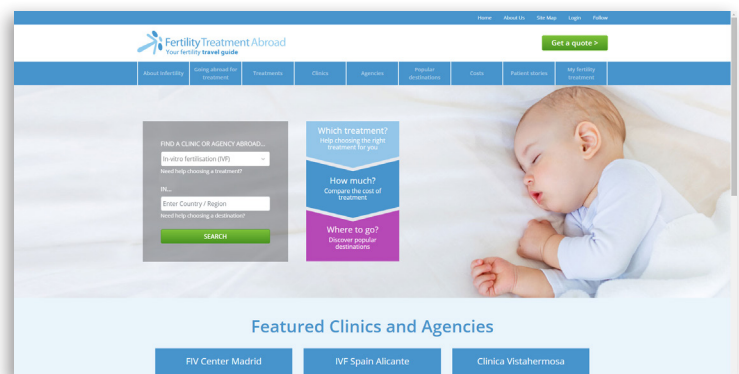 Home About Us Site Map Login Follow
Fertility Treatment Abroad
Your fertility travel guide
Get a quote >
About Infertility
Going abroad for
treatment
Treatments
Clinics
Agencies
Popular
destinations
Costs
Patient stories
My fertility
treatment
FIND A CLINIC OR AGENCY ABROAD...
In-vitro fertilisation (IVF)
Need help choosing a treatment?
IN...
Enter Country / Region
Need help choosing a destination?
SEARCH
Which treatment?
Help choosing the right
treatment for you
How much?
Compare the cost of
treatment
Where to go?
Discover popular
destinations
Featured Clinics and Agencies
FIV Center Madrid
IVF Spain Alicante
Clinica Vistahermosa